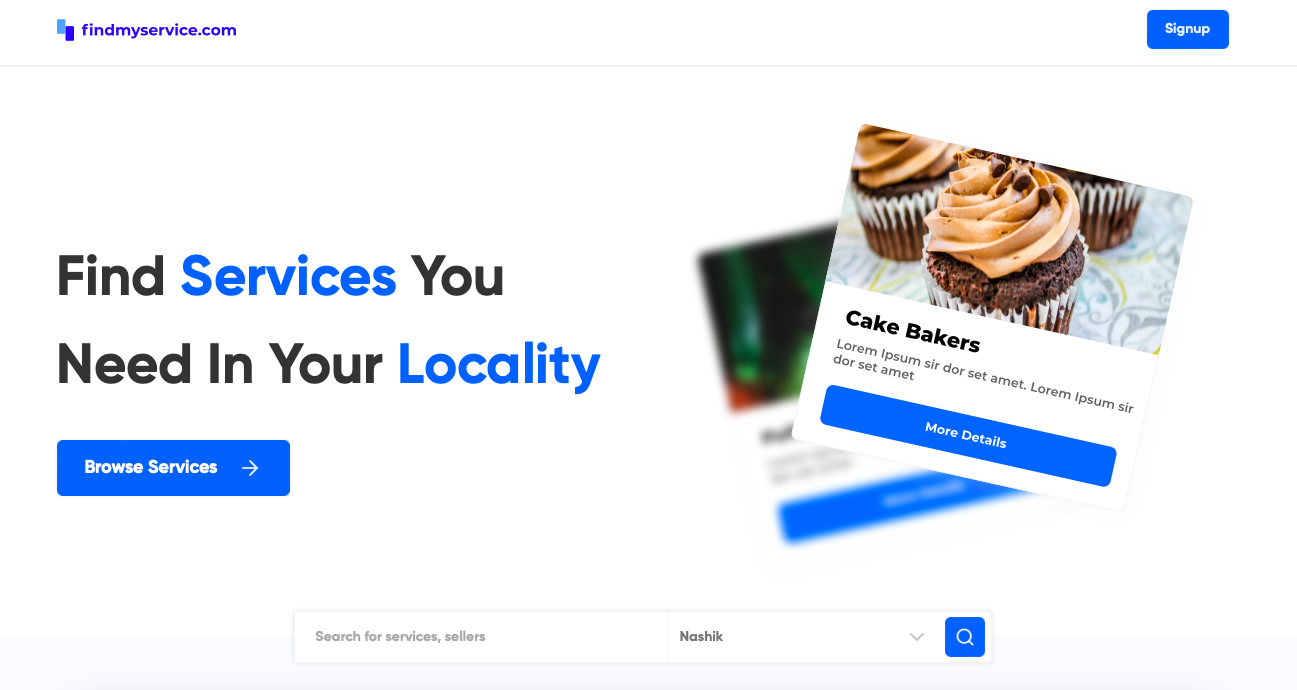 findmyservice.com
Signup
Find Services You
Need In Your Locality
Browse Services
Cake Bakers
Lorem Ipsum sir dor set amet. Lorem Ipsum sir
dor set amet
More Details
Search for services, sellers
Nashik